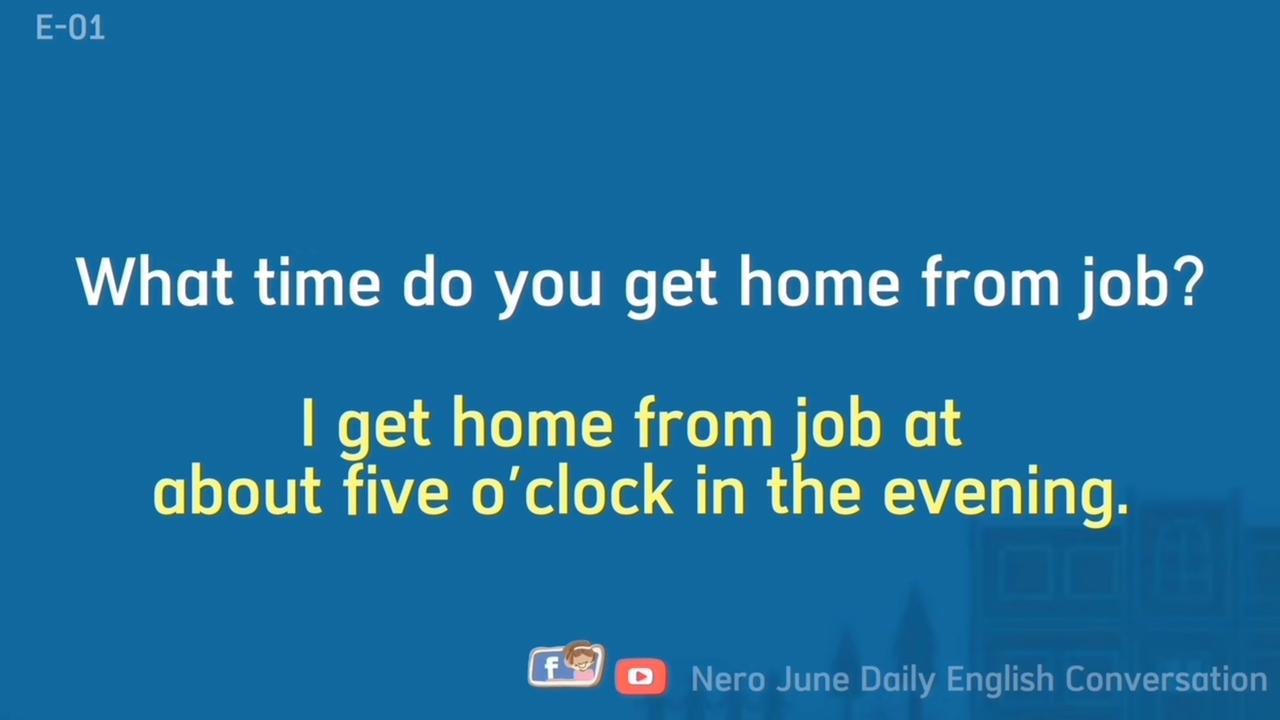 E-01
What time do you get home from job?
I get home from job at
about five o'clock in the evening.
f
Nero June Daily English Conversation